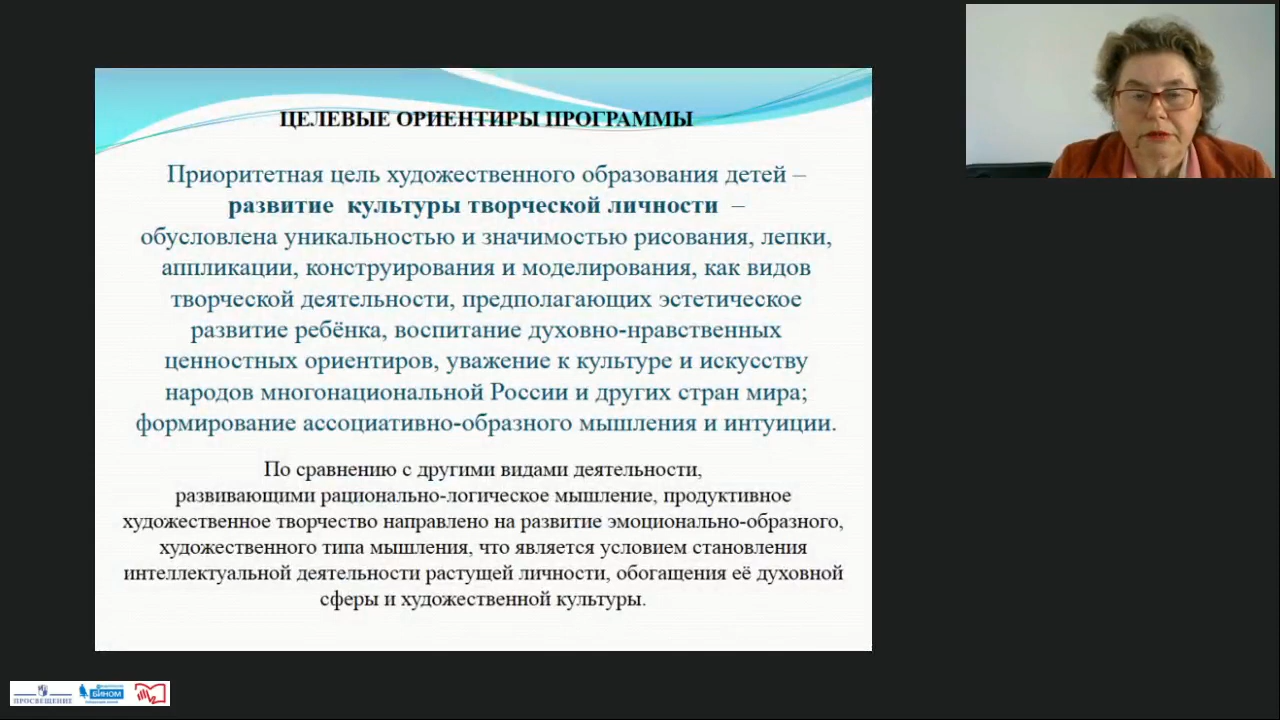 ЦЕЛЕВЫЕ ОРИЕНТИРЫ ПРОГРАММЫ
Приоритетная цель художественного образования детей –
развитие культуры творческой личности –
обусловлена уникальностью и значимостью рисования, лепки,
аппликации, конструирования и моделирования, как видов
творческой деятельности, предполагающих эстетическое
развитие ребёнка, воспитание духовно-нравственных
ценностных ориентиров, уважение к культуре и искусству
народов многонациональной России и других стран мира;
формирование ассоциативно-образного мышления и интуиции.
По сравнению с другими видами деятельности,
развивающими рационально-логическое мышление, продуктивное
художественное творчество направлено на развитие эмоционально-образного,
художественного типа мышления, что является условием становления
интеллектуальной деятельности растущей личности, обогащения её духовной
сферы и художественной культуры.
ПРОСВЕЩЕНИЕ
БИНОМ